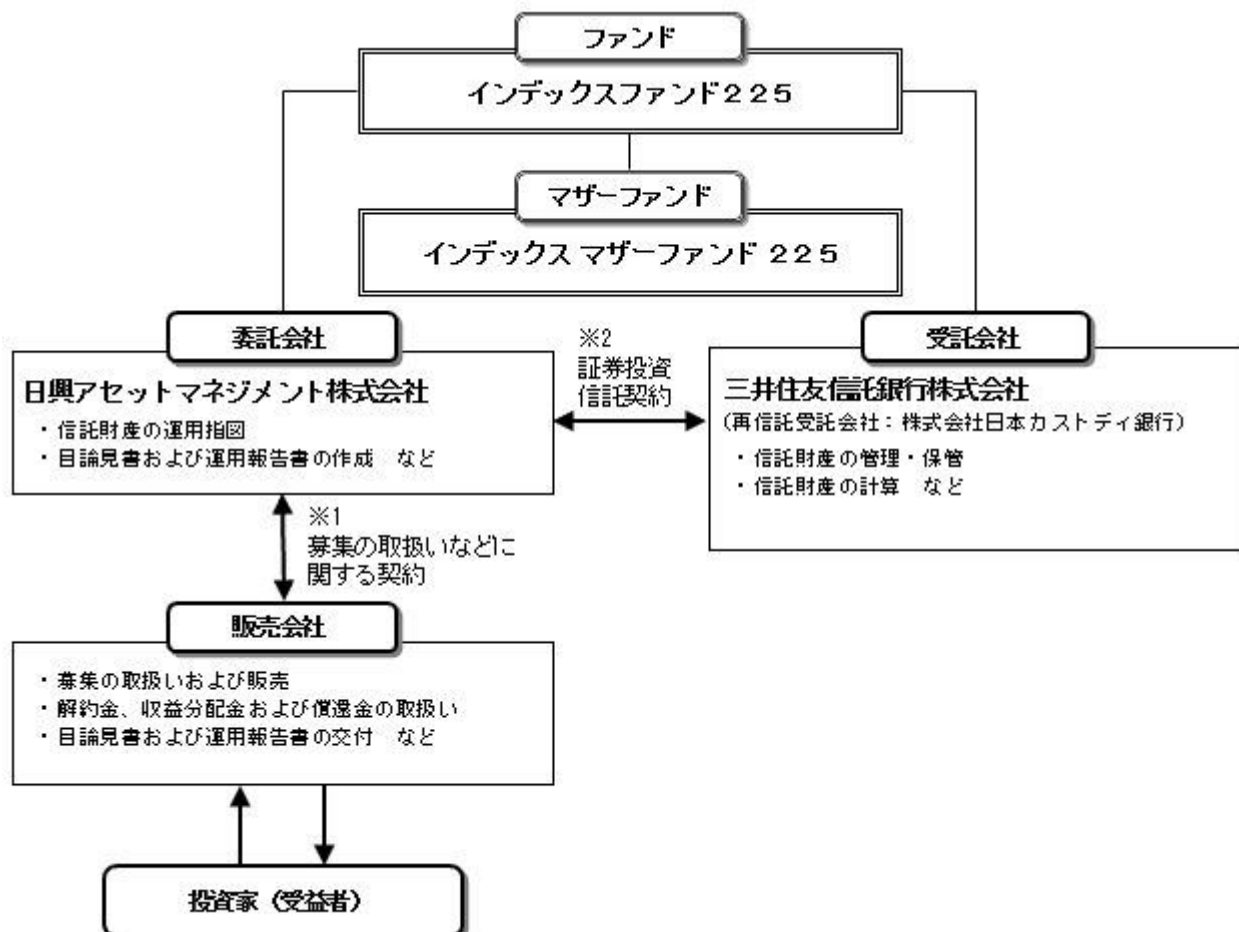 ファンド
インデックスファンド２２５
マザーファンド
インデックス マザーファンド ２２５
委託会社
日興アセットマネジメント株式会社
・信託財産の運用指図
・目論見書および運用報告書の作成　など
※2
証券投資
信託契約
受託会社
三井住友信託銀行株式会社
(再信託受託会社：株式会社日本カストディ銀行)
・信託財産の管理・保管
・信託財産の計算　など
※1
募集の取扱いなどに
関する契約
販売会社
・募集の取扱いおよび販売
・解約金、収益分配金および償還金の取扱い
・目論見書および運用報告書の交付　など
投資家（受益者）